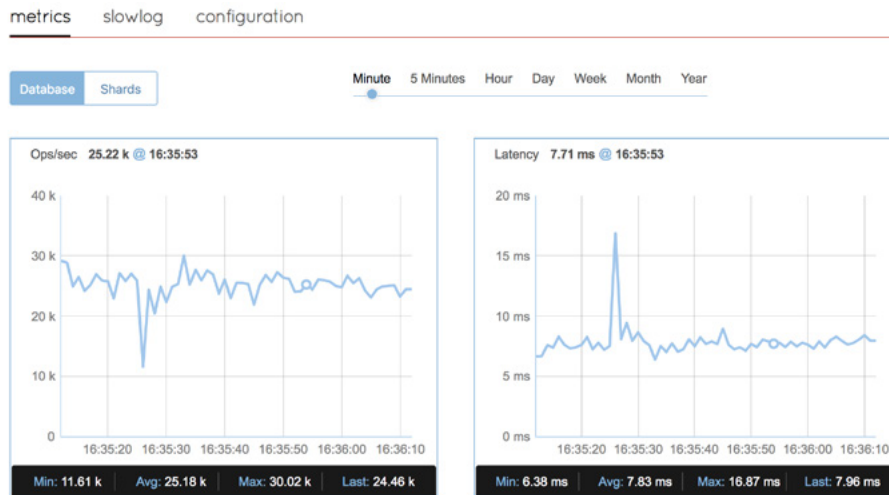 metrics slowlog configuration
Database Shards
Minute 5 Minutes Hour Day Week Month Year
Ops/sec 25.22 k @ 16:35:53
40 k
30 k
20 k
10 k
0
16:35:20 16:35:30 16:35:40 16:35:50 16:36:00 16:36:10
Min: 11.61 k Avg: 25.18 k Max: 30.02 k Last: 24.46 k
Latency 7.71 ms @ 16:35:53
20 ms
15 ms
10 ms
5 ms
0 ms
16:35:20 16:35:30 16:35:40 16:35:50 16:36:00 16:36:10
Min: 6.38 ms Avg: 7.83 ms Max: 16.87 ms Last: 7.96 ms